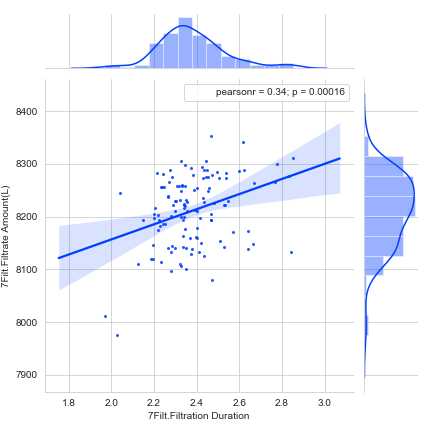 pearsonr = 0.34; p = 0.00016
8400
8300
8200
8100
8000
7900
7Filt.Filtrate Amount(L)
1.8 2.0 2.2 2.4 2.6 2.8 3.0
7Filt.Filtration Duration